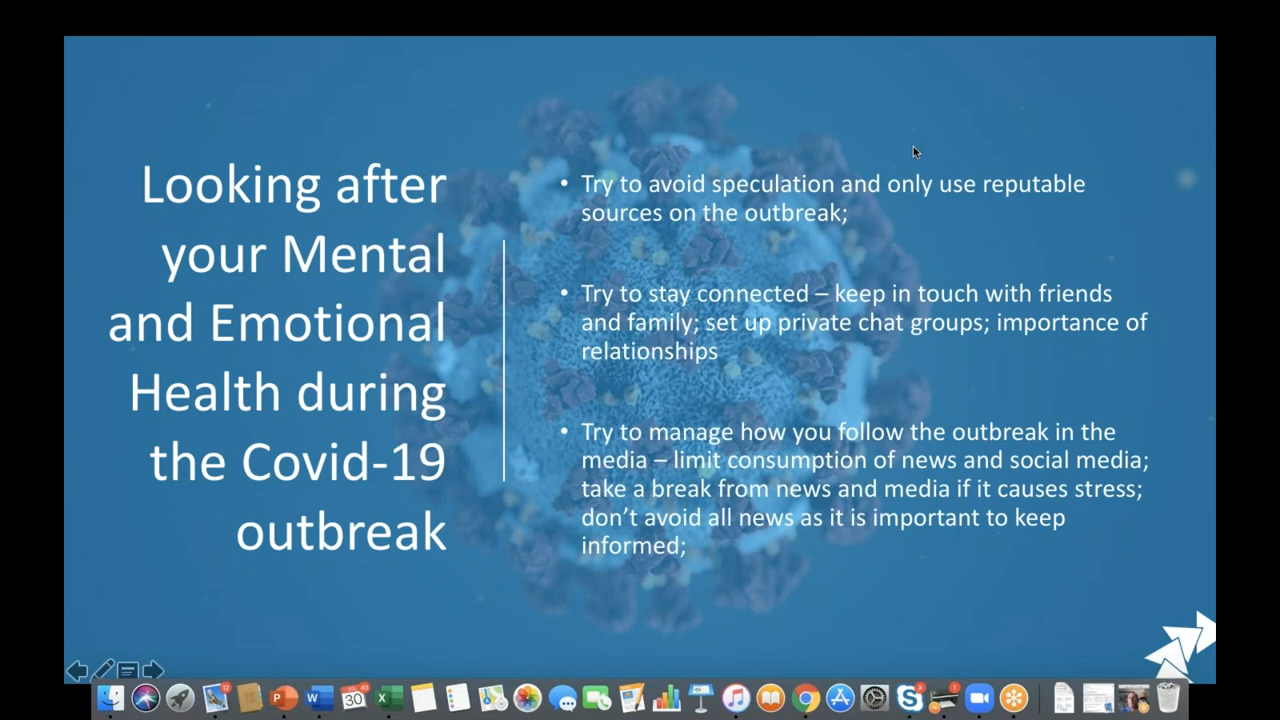 Looking after
your Mental
and Emotional
Health during
the Covid-19
outbreak
• Try to avoid speculation and only use reputable
sources on the outbreak;
• Try to stay connected – keep in touch with friends
and family; set up private chat groups; importance of
relationships
• Try to manage how you follow the outbreak in the
media – limit consumption of news and social media;
take a break from news and media if it causes stress;
don’t avoid all news as it is important to keep
informed;
30